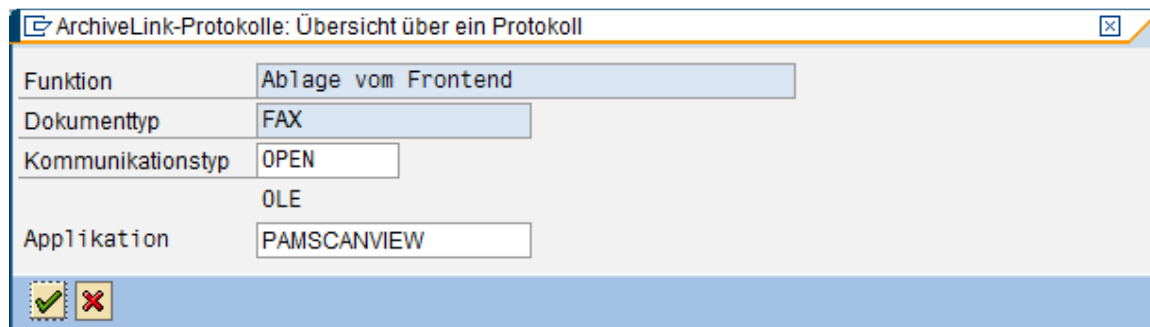 ArchiveLink-Protokolle: Übersicht über ein Protokoll
Funktion Ablage vom Frontend
Dokumenttyp FAX
Kommunikationstyp OPEN
OLE
Applikation PAMSCANVIEW